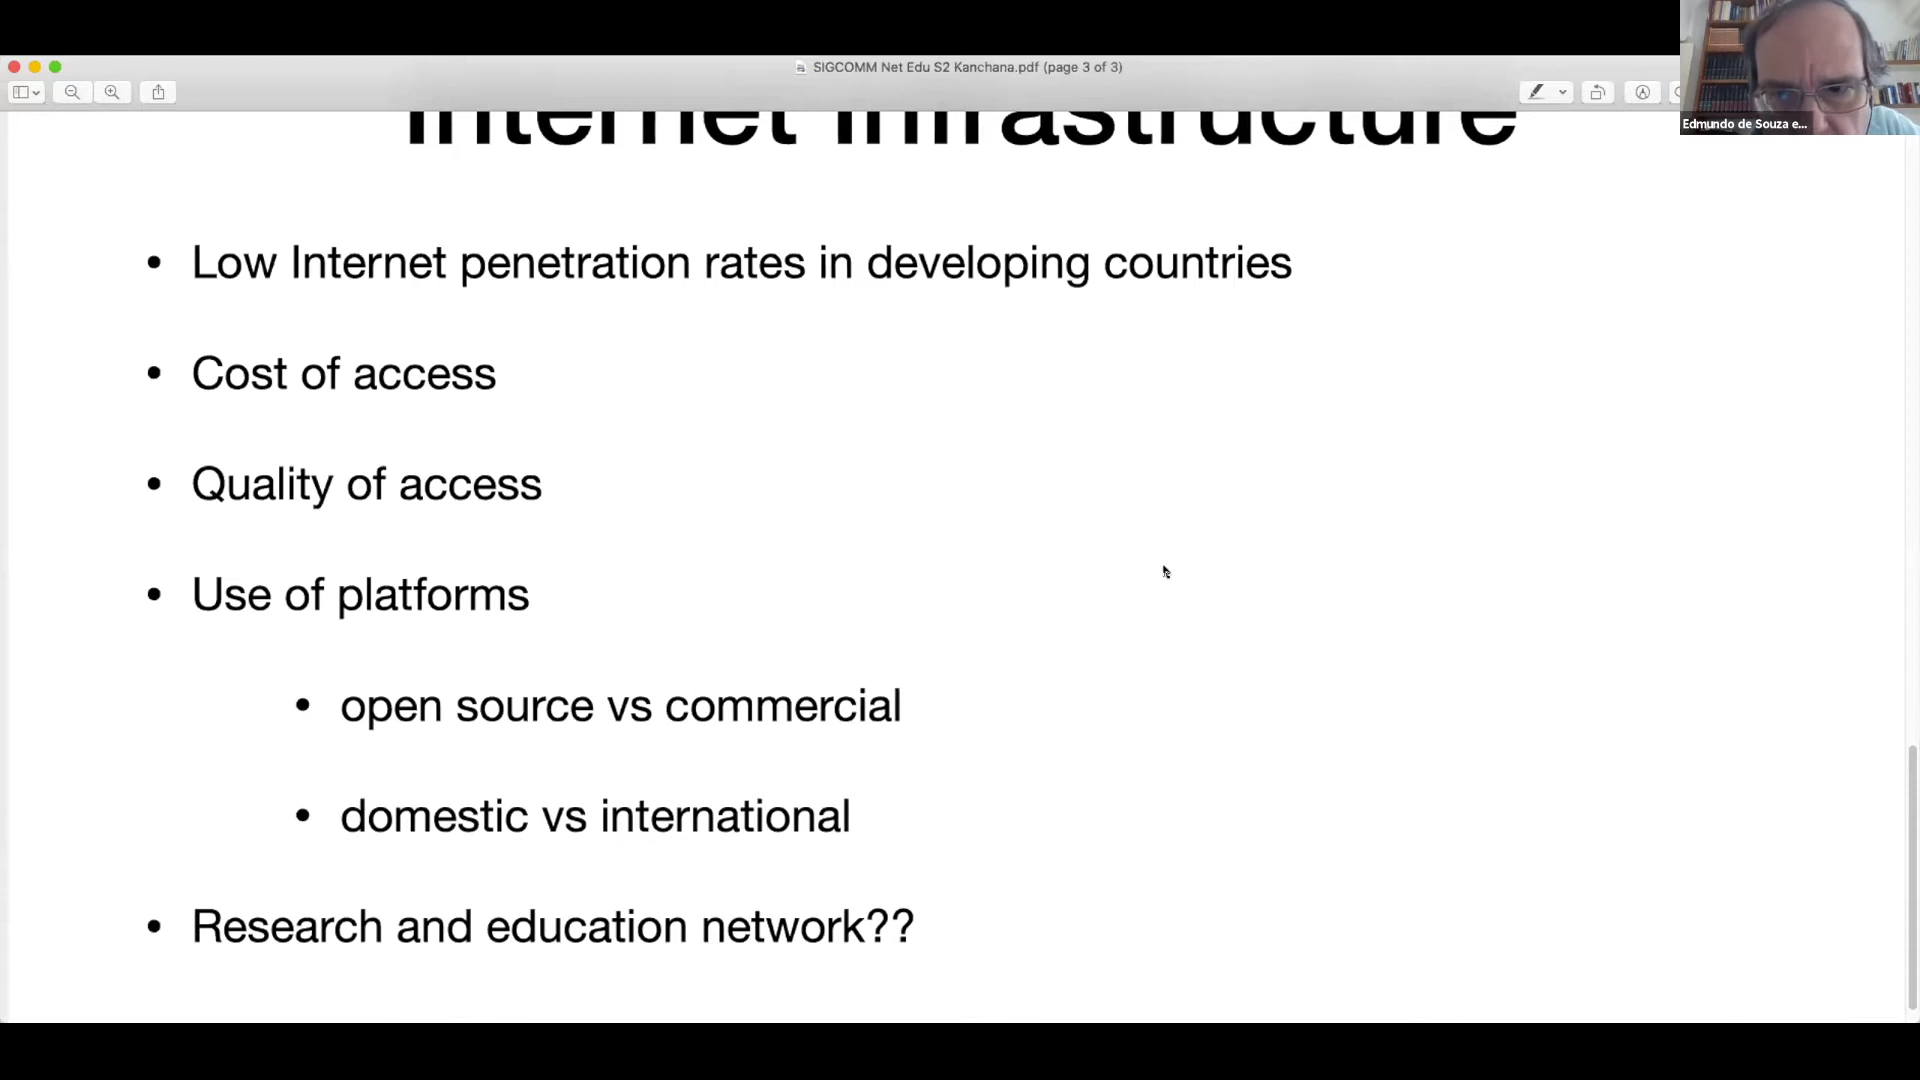 SIGCOMM Net Edu S2 Kanchana.pdf (page 3 of 3)
Edmundo de Souza e...
Internet Infrastructure
• Low Internet penetration rates in developing countries
• Cost of access
• Quality of access
• Use of platforms
• open source vs commercial
• domestic vs international
• Research and education network??